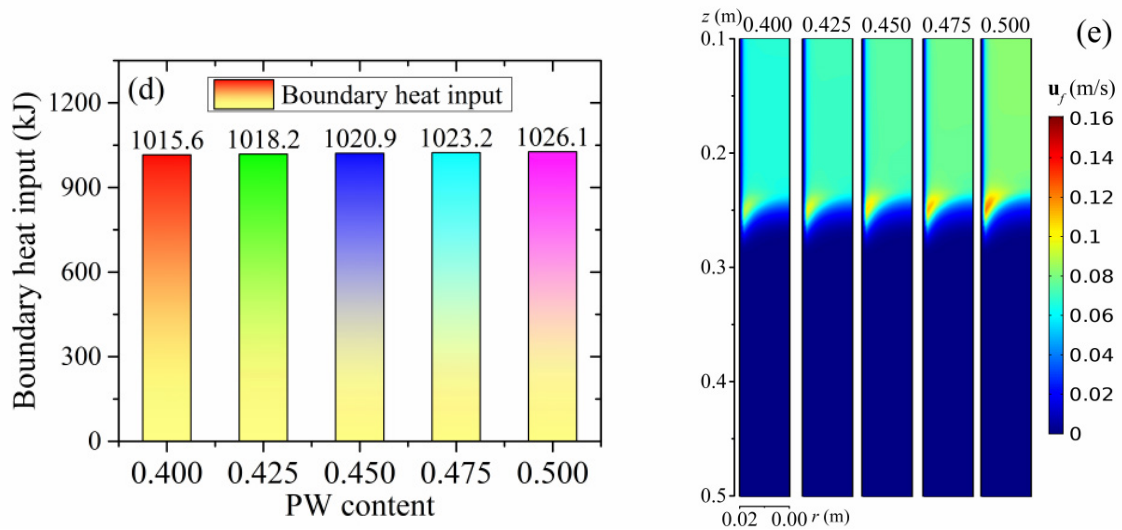 (d)
Boundary heat input
Boundary heat input (kJ)
1200
900
600
300
0
1015.6 1018.2 1020.9 1023.2 1026.1
0.400 0.425 0.450 0.475 0.500
PW content
z (m) 0.400 0.425 0.450 0.475 0.500
(e)
0.1
0.2
0.3
0.4
0.5
0.02 0.00 r (m)
u_f (m/s)
0.16
0.14
0.12
0.1
0.08
0.06
0.04
0.02
0